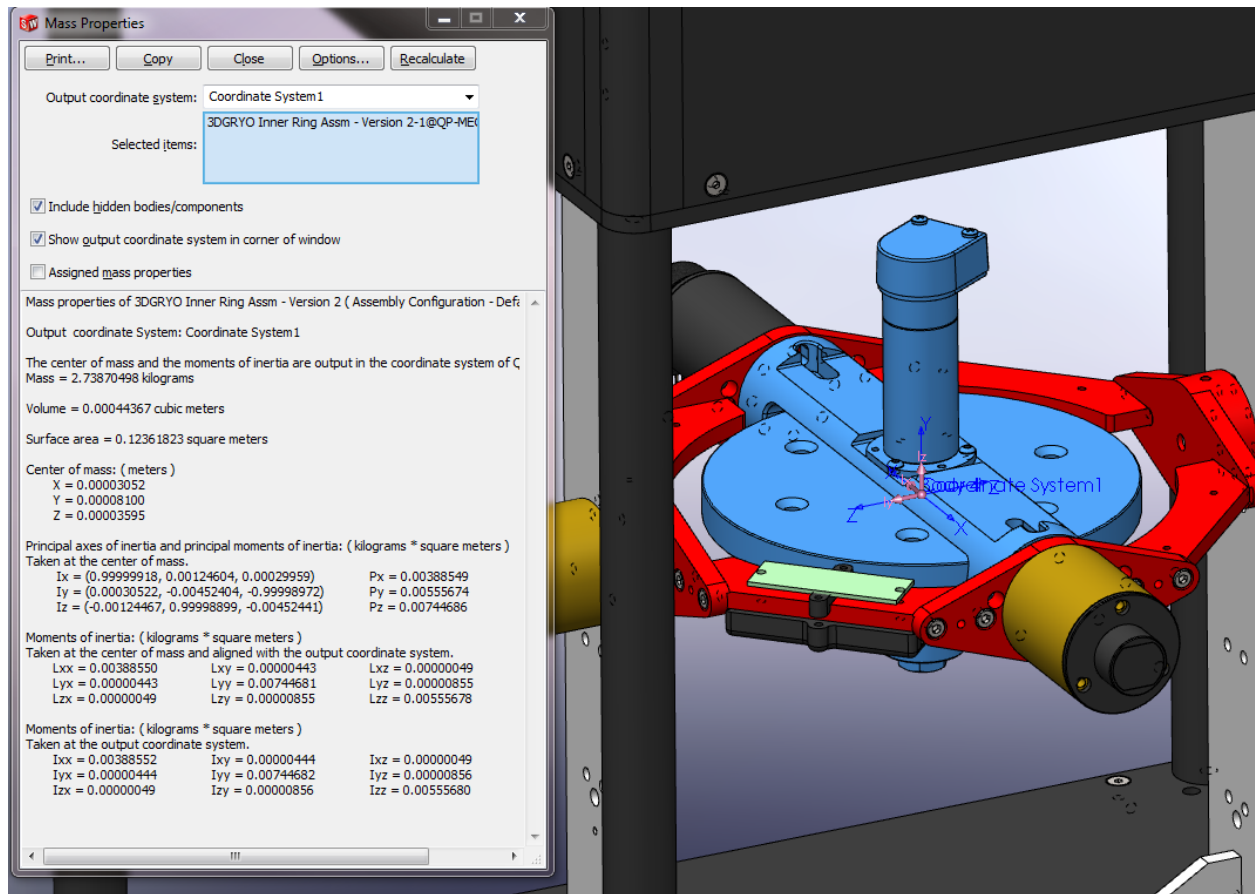 Mass Properties
Print... Copy Close Options... Recalculate
Output coordinate system: Coordinate System1
3DGRYO Inner Ring Assm - Version 2-1@QP-MEC
Selected items:
Include hidden bodies/components
Show output coordinate system in corner of window
Assigned mass properties
Mass properties of 3DGRYO Inner Ring Assm - Version 2 ( Assembly Configuration - Defa
Output coordinate System: Coordinate System1
The center of mass and the moments of inertia are output in the coordinate system of Q
Mass = 2.73870498 kilograms
Volume = 0.00044367 cubic meters
Surface area = 0.12361823 square meters
Center of mass: ( meters )
X = 0.00003052
Y = 0.00008100
Z = 0.00003595
Principal axes of inertia and principal moments of inertia: ( kilograms * square meters )
Taken at the center of mass.
Ix = (0.99999918, 0.00124604, 0.00029959) Px = 0.00388549
Iy = (0.00030522, -0.00452404, -0.99998972) Py = 0.00555674
Iz = (-0.00124467, 0.99998899, -0.00452441) Pz = 0.00744686
Moments of inertia: ( kilograms * square meters )
Taken at the center of mass and aligned with the output coordinate system.
Lxx = 0.00388550 Lxy = 0.00000443 Lxz = 0.00000049
Lyx = 0.00000443 Lyy = 0.00744681 Lyz = 0.00000855
Lzx = 0.00000049 Lzy = 0.00000855 Lzz = 0.00555678
Moments of inertia: ( kilograms * square meters )
Taken at the output coordinate system.
Ixx = 0.00388552 Ixy = 0.00000444 Ixz = 0.00000049
Iyx = 0.00000444 Iyy = 0.00744682 Iyz = 0.00000856
Izx = 0.00000049 Izy = 0.00000856 Izz = 0.00555680
Y
Iz
Coordinate System1
Iy
Z
X